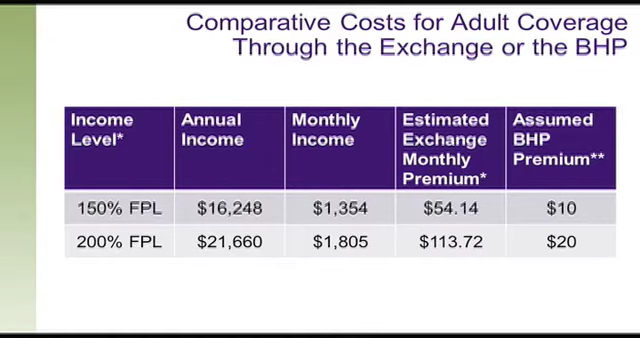 Comparative Costs for Adult Coverage
Through the Exchange or the BHP
Income Level* Annual Income Monthly Income Estimated Exchange Monthly Premium* Assumed BHP Premium**
150% FPL $16,248 $1,354 $54.14 $10
200% FPL $21,660 $1,805 $113.72 $20